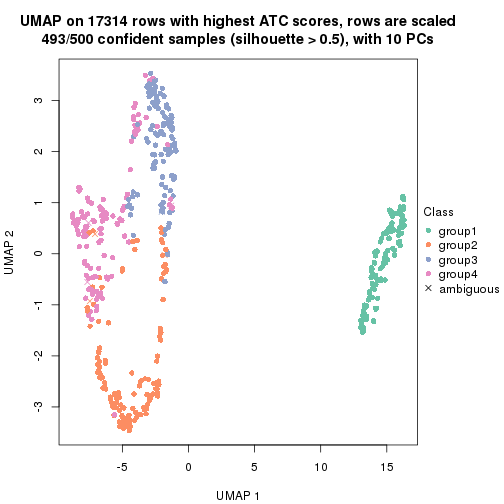 UMAP on 17314 rows with highest ATC scores, rows are scaled
493/500 confident samples (silhouette > 0.5), with 10 PCs
3
2
1
0
-1
-2
-3
UMAP 2
-5
0
5
10
15
UMAP 1
Class
group1
group2
group3
group4
ambiguous